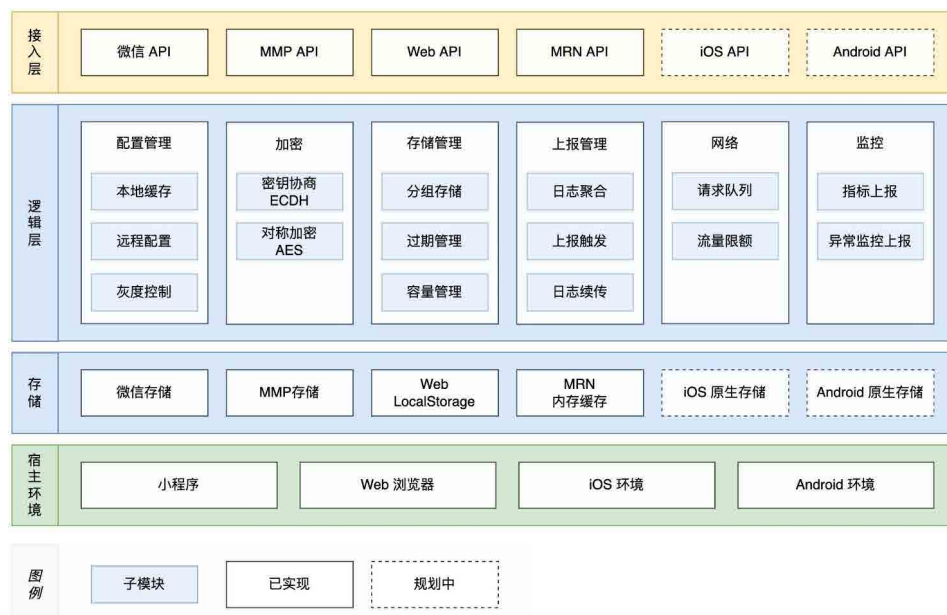 接入层
微信 API
MMP API
Web API
MRN API
iOS API
Android API
逻辑层
配置管理
本地缓存
远程配置
灰度控制
加密
密钥协商
ECDH
对称加密
AES
存储管理
分组存储
过期管理
容量管理
上报管理
日志聚合
上报触发
日志续传
网络
请求队列
流量限额
监控
指标上报
异常监控上报
存储
微信存储
MMP存储
Web
LocalStorage
MRN
内存缓存
iOS 原生存储
Android 原生存储
宿主环境
小程序
Web 浏览器
iOS 环境
Android 环境
图例
子模块
已实现
规划中